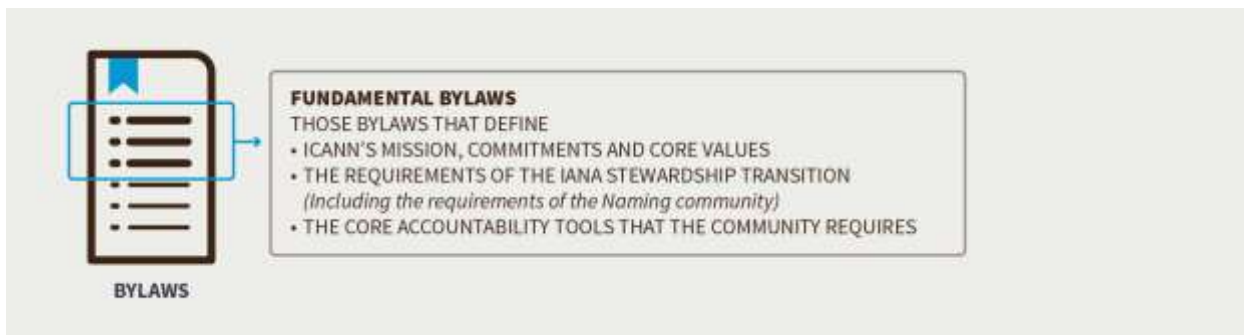 FUNDAMENTAL BYLAWS
THOSE BYLAWS THAT DEFINE
• ICANN'S MISSION, COMMITMENTS AND CORE VALUES
• THE REQUIREMENTS OF THE IANA STEWARDSHIP TRANSITION
(Including the requirements of the Naming community)
• THE CORE ACCOUNTABILITY TOOLS THAT THE COMMUNITY REQUIRES
BYLAWS